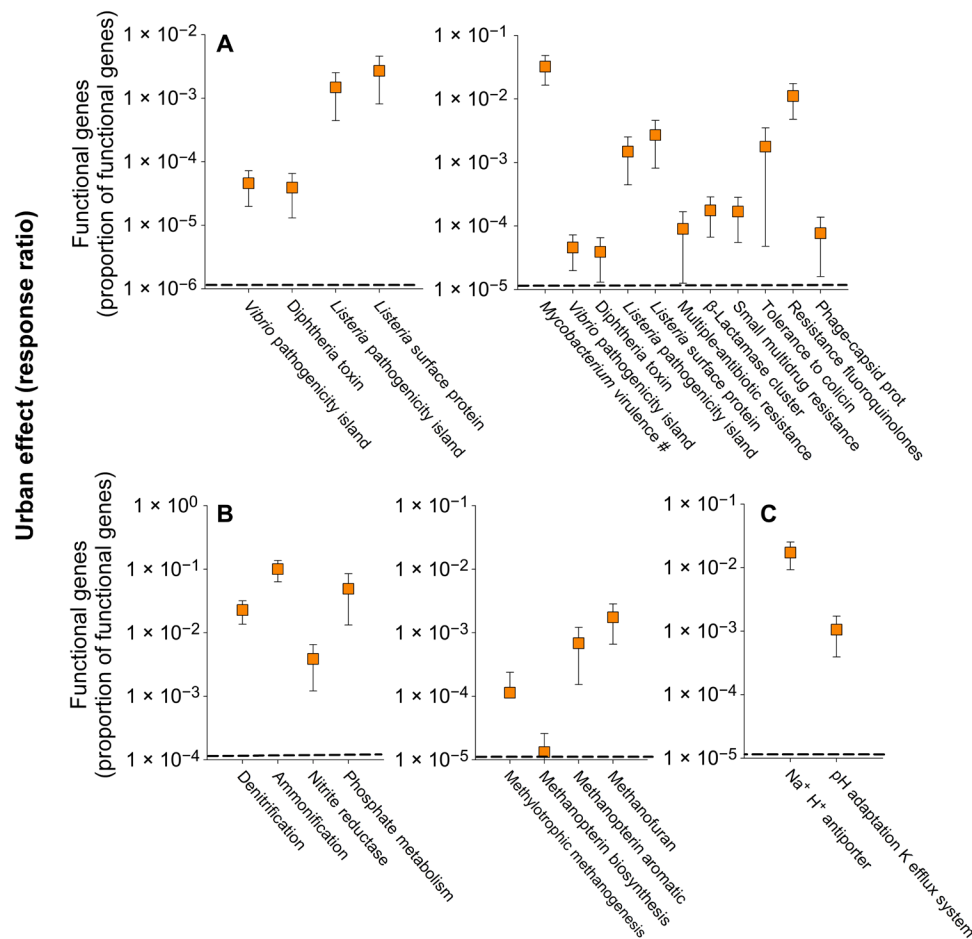 Urban effect (response ratio)
Functional genes
(proportion of functional genes)
A
1 × 10⁻²
1 × 10⁻³
1 × 10⁻⁴
1 × 10⁻⁵
1 × 10⁻⁶
Vibrio pathogenicity island
Diphtheria toxin
Listeria pathogenicity island
Listeria surface protein
1 × 10⁻¹
1 × 10⁻²
1 × 10⁻³
1 × 10⁻⁴
1 × 10⁻⁵
Mycobacterium virulence #
Vibrio pathogenicity island
Diphtheria toxin
Listeria pathogenicity island
Listeria surface protein
Multiple-antibiotic resistance
β-Lactamase cluster
Small multidrug resistance
Tolerance to colicin
Resistance fluoroquinolones
Phage-capsid prot
Functional genes
(proportion of functional genes)
B
1 × 10⁰
1 × 10⁻¹
1 × 10⁻²
1 × 10⁻³
1 × 10⁻⁴
Denitrification
Ammonification
Nitrite reductase
Phosphate metabolism
1 × 10⁻¹
1 × 10⁻²
1 × 10⁻³
1 × 10⁻⁴
1 × 10⁻⁵
Methylotrophic methanogenesis
Methanopterin biosynthesis
Methanopterin aromatic
Methanofuran
C
1 × 10⁻¹
1 × 10⁻²
1 × 10⁻³
1 × 10⁻⁴
1 × 10⁻⁵
Na⁺ H⁺ antiporter
pH adaptation K efflux system